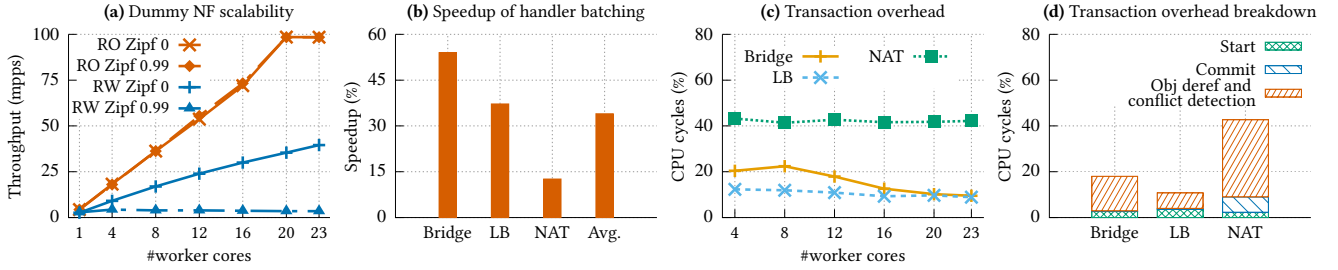 (a) Dummy NF scalability
Throughput (mpps)
100
75
50
25
0
RO Zipf 0
RO Zipf 0.99
RW Zipf 0
RW Zipf 0.99
1 4 8 12 16 20 23
#worker cores
(b) Speedup of handler batching
Speedup (%)
60
45
30
15
0
Bridge LB NAT Avg.
(c) Transaction overhead
CPU cycles (%)
80
60
40
20
0
Bridge NAT
LB
4 8 12 16 20 23
#worker cores
(d) Transaction overhead breakdown
CPU cycles (%)
80
60
40
20
0
Start
Commit
Obj deref and
conflict detection
Bridge LB NAT